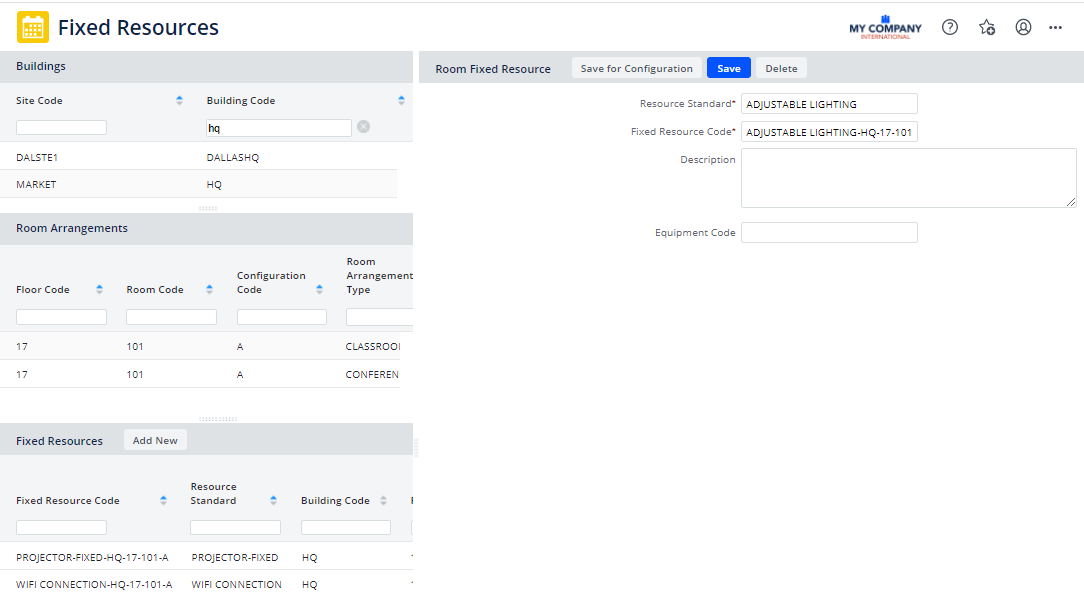 Fixed Resources
MY COMPANY
INTERNATIONAL
Buildings
Site Code
Building Code
hq
DALSTE1
DALLASHQ
MARKET
HQ
Room Arrangements
Floor Code
Room Code
Configuration
Code
Room
Arrangement
Type
17
101
A
CLASSROO
17
101
A
CONFEREN
Fixed Resources
Add New
Fixed Resource Code
Resource
Standard
Building Code
PROJECTOR-FIXED-HQ-17-101-A
PROJECTOR-FIXED
HQ
WIFI CONNECTION-HQ-17-101-A
WIFI CONNECTION
HQ
Room Fixed Resource
Save for Configuration
Save
Delete
Resource Standard*
ADJUSTABLE LIGHTING
Fixed Resource Code*
ADJUSTABLE LIGHTING-HQ-17-101
Description
Equipment Code